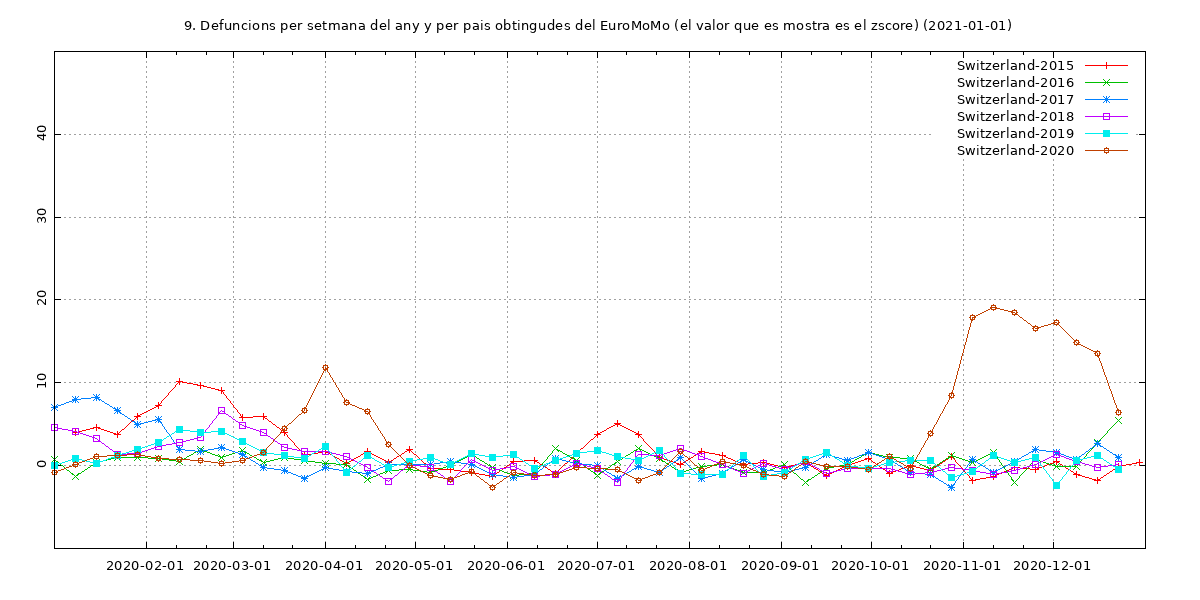 9. Defuncions per setmana del any y per pais obtingudes del EuroMoMo (el valor que es mostra es el zscore) (2021-01-01)
Switzerland-2015
Switzerland-2016
Switzerland-2017
Switzerland-2018
Switzerland-2019
Switzerland-2020
40
30
20
10
0
2020-02-01 2020-03-01 2020-04-01 2020-05-01 2020-06-01 2020-07-01 2020-08-01 2020-09-01 2020-10-01 2020-11-01 2020-12-01